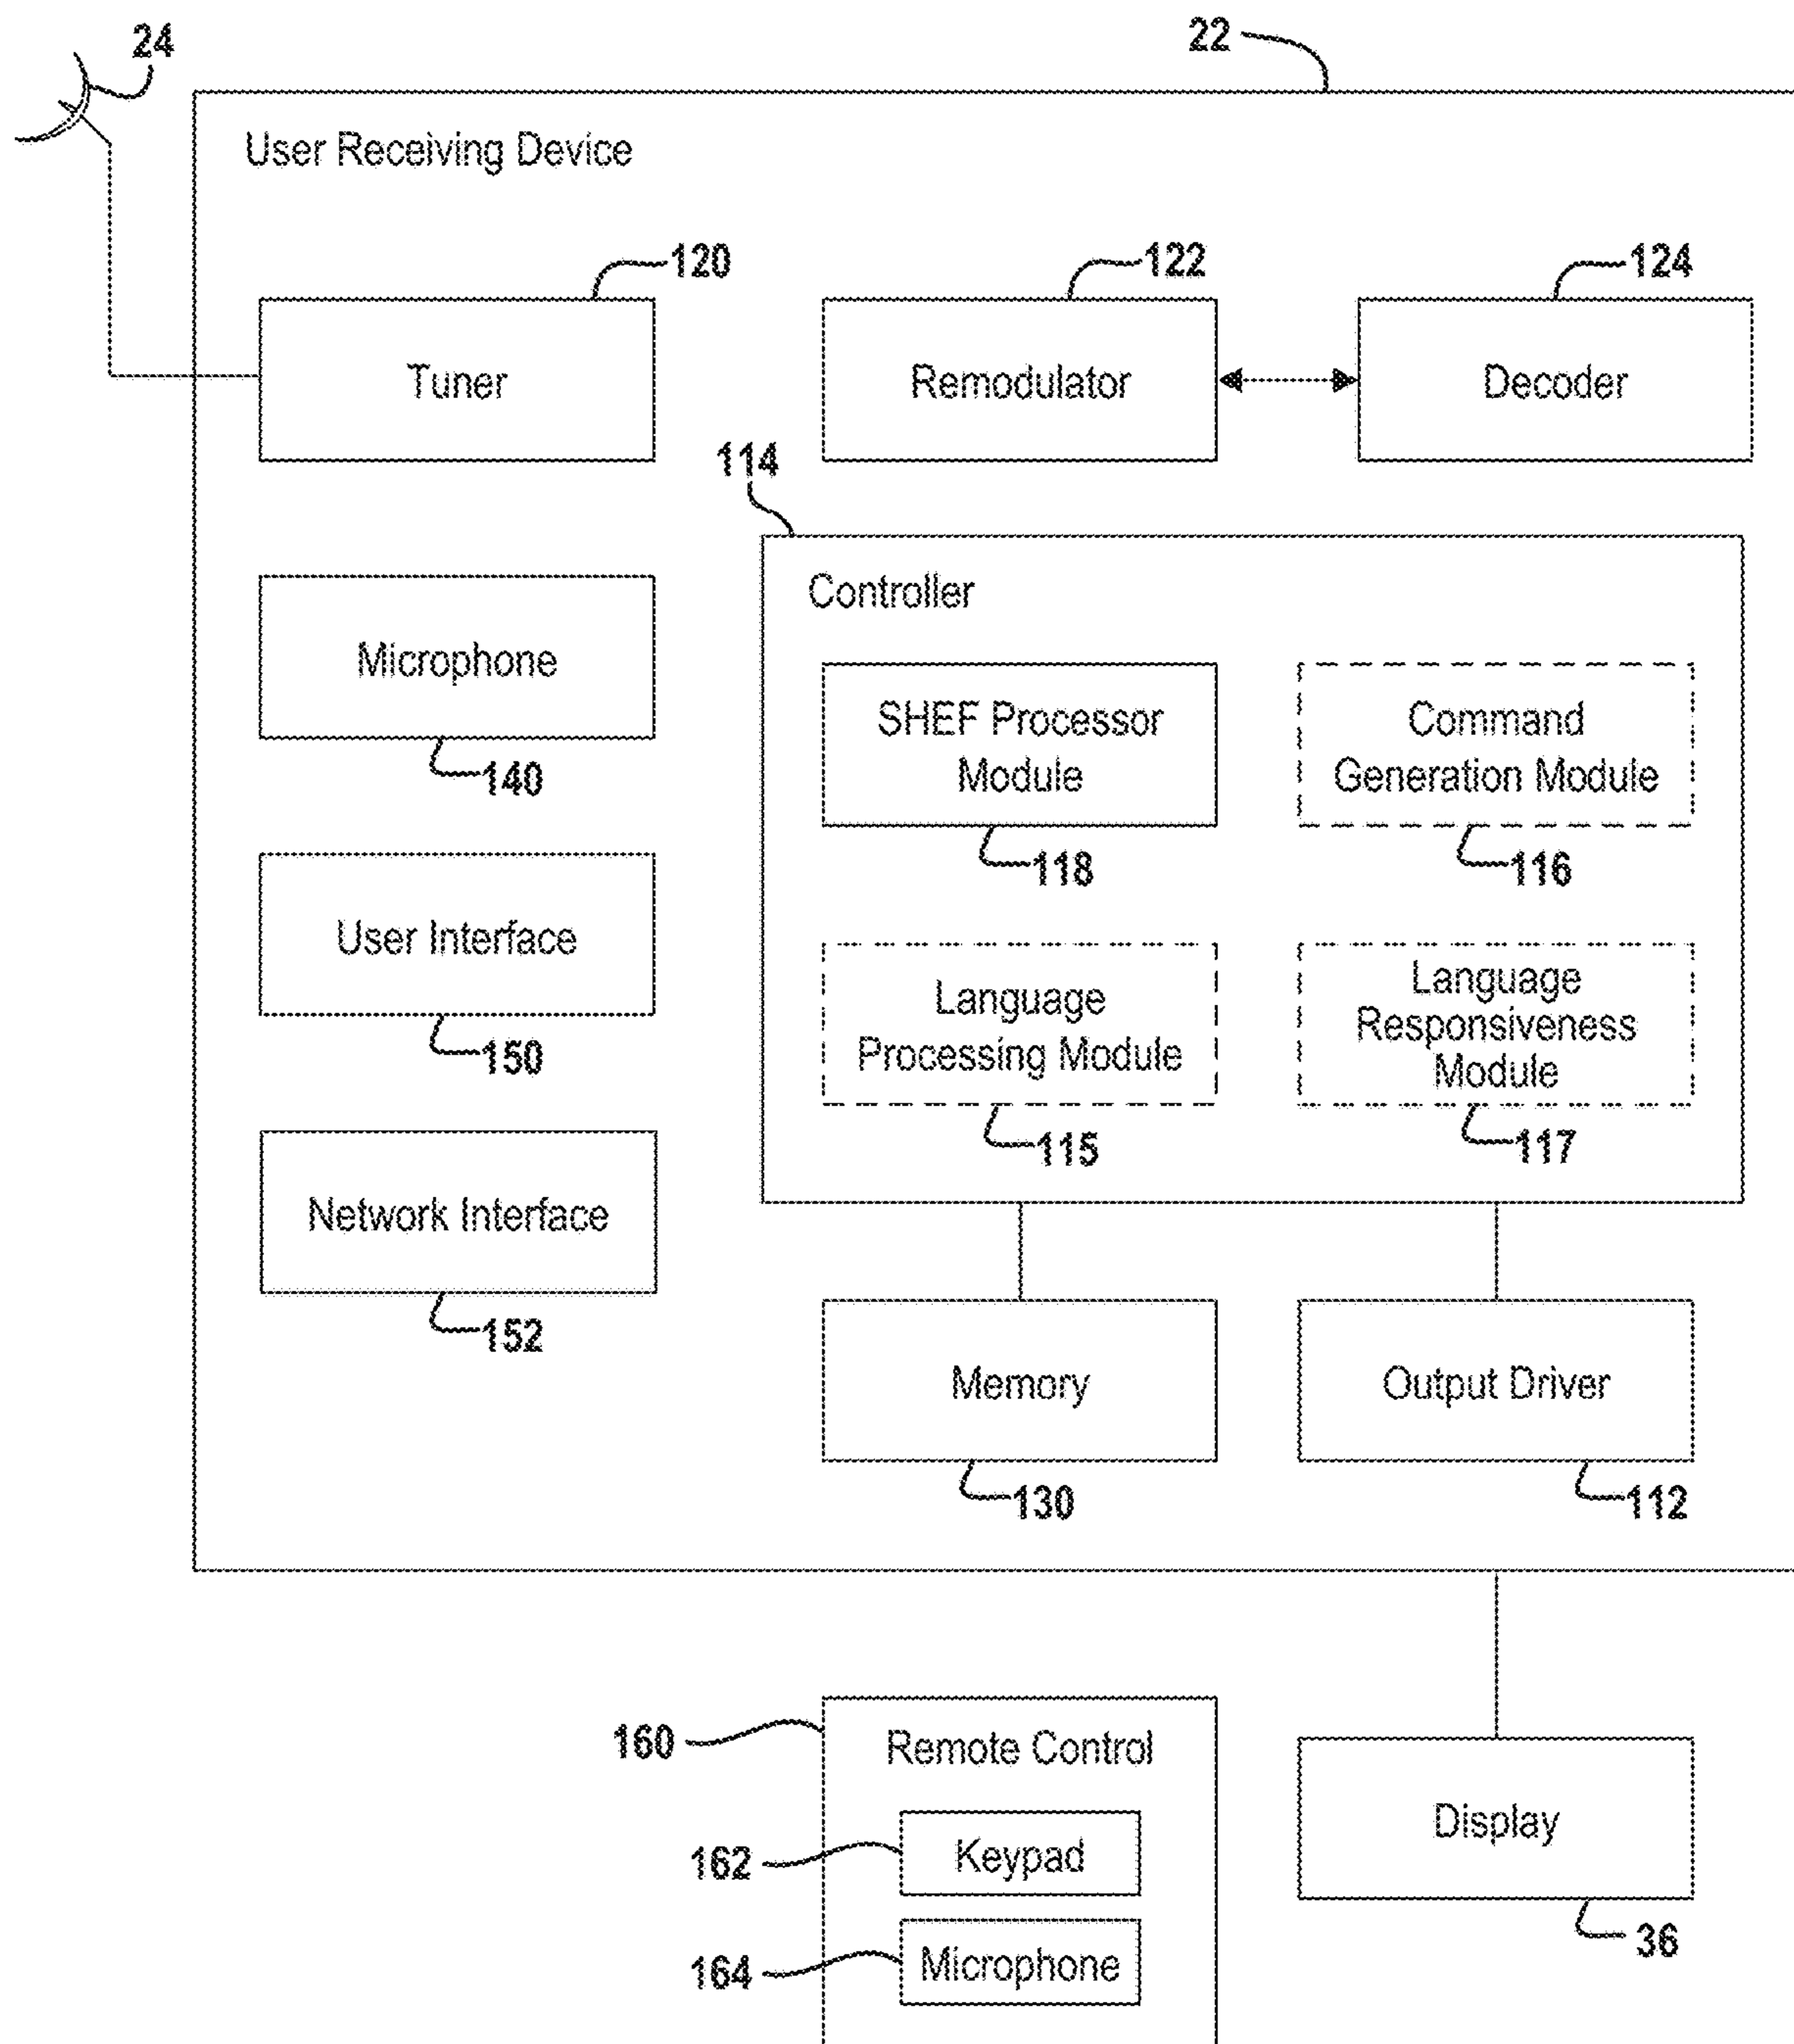 24
22
User Receiving Device
120
122
124
Tuner
Remodulator
Decoder
114
Controller
Microphone
140
SHEF Processor
Module
118
Command
Generation Module
116
User Interface
150
Language
Processing Module
115
Language
Responsiveness
Module
117
Network Interface
152
Memory
130
Output Driver
112
160
Remote Control
162
Keypad
164
Microphone
Display
36